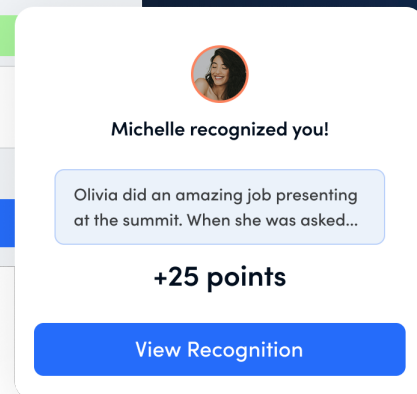 Michelle recognized you!
Olivia did an amazing job presenting
at the summit. When she was asked...
+25 points
View Recognition